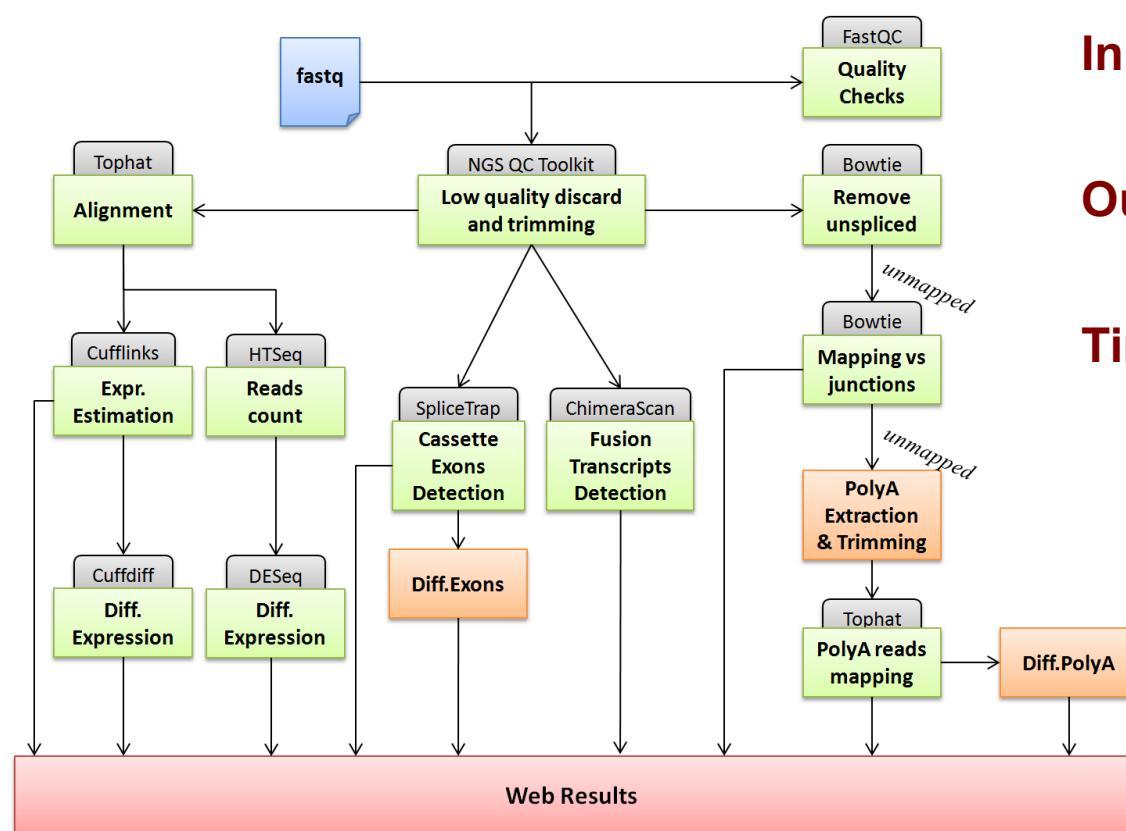 FastQC
In
fastq
Quality
Checks
Tophat
NGS QC Toolkit
Bowtie
Alignment
Low quality discard
and trimming
Remove
unspliced
Ou
unmapped
Bowtie
Cufflinks
HTSeq
Mapping vs
junctions
Ti
Expr.
Estimation
Reads
count
SpliceTrap
ChimeraScan
Cassette
Exons
Detection
Fusion
Transcripts
Detection
unmapped
PolyA
Extraction
& Trimming
Cuffdiff
DESeq
Diff.Exons
Diff.
Expression
Diff.
Expression
Tophat
PolyA reads
mapping
Diff.PolyA
Web Results